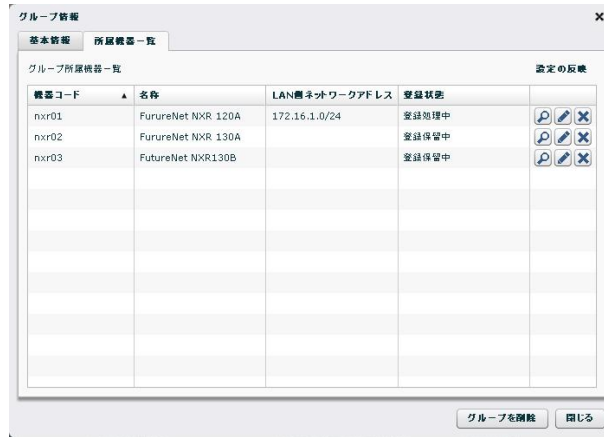 グループ情報
基本情報 所属機器一覧
グループ所属機器一覧 設定の反映
機器コード ▲ 名称 LAN側ネットワークアドレス 登録状態
nxr01 FurureNet NXR 120A 172.16.1.0/24 登録処理中
nxr02 FurureNet NXR 130A 登録保留中
nxr03 FutureNet NXR130B 登録保留中
グループを削除 閉じる